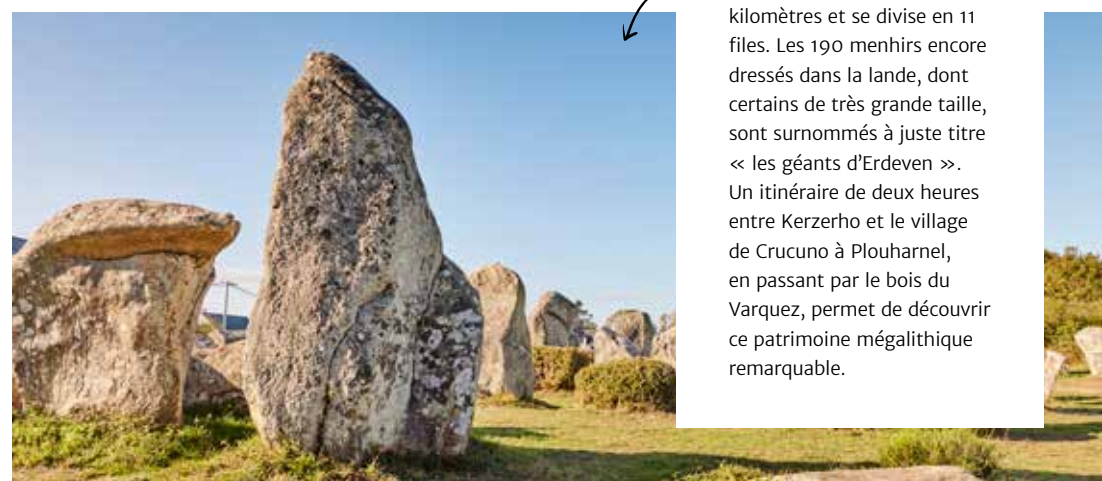 kilomètres et se divise en 11
files. Les 190 menhirs encore
dressés dans la lande, dont
certains de très grande taille,
sont surnommés à juste titre
« les géants d’Erdeven ».
Un itinéraire de deux heures
entre Kerzerho et le village
de Crucuno à Plouharnel,
en passant par le bois du
Varquez, permet de découvrir
ce patrimoine mégalithique
remarquable.